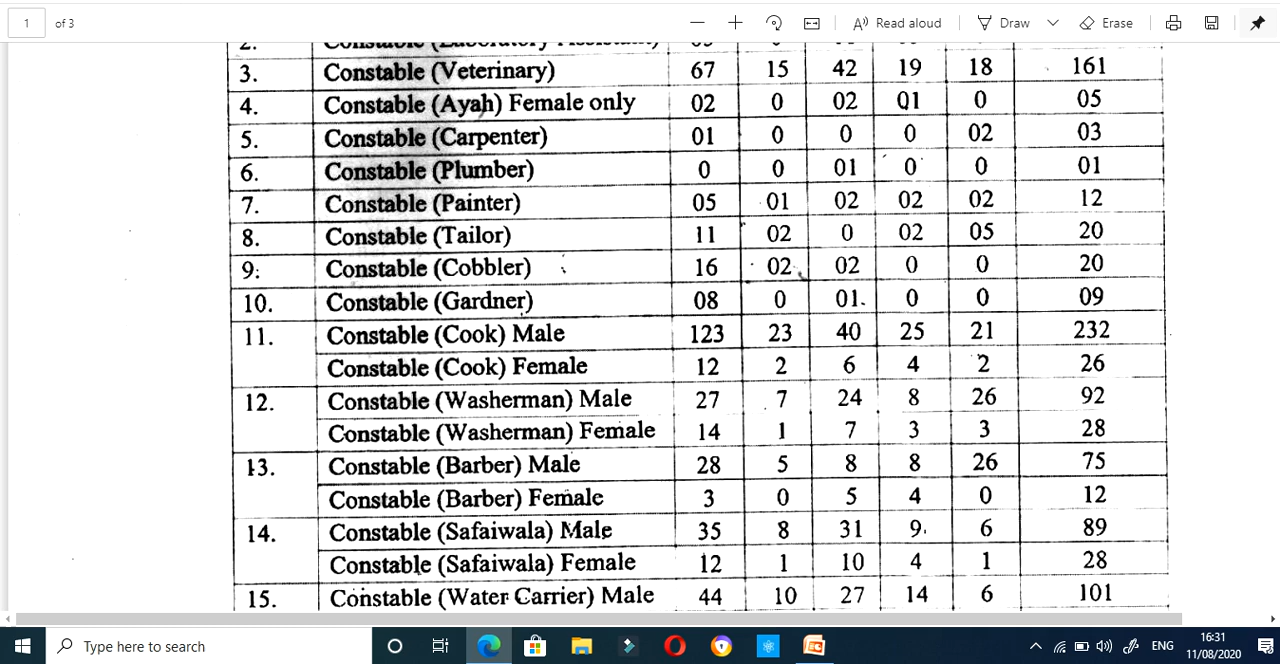 1 of 3 Read aloud Draw Erase
2. Constable (Laboratory Assistant) 0
3. Constable (Veterinary) 67 15 42 19 18 161
4. Constable (Ayah) Female only 02 0 02 01 0 05
5. Constable (Carpenter) 01 0 0 0 02 03
6. Constable (Plumber) 0 0 01 0 0 01
7. Constable (Painter) 05 01 02 02 02 12
8. Constable (Tailor) 11 02 0 02 05 20
9. Constable (Cobbler) 16 02 02 0 0 20
10. Constable (Gardner) 08 0 01 0 0 09
11. Constable (Cook) Male 123 23 40 25 21 232
Constable (Cook) Female 12 2 6 4 2 26
12. Constable (Washerman) Male 27 7 24 8 26 92
Constable (Washerman) Female 14 1 7 3 3 28
13. Constable (Barber) Male 28 5 8 8 26 75
Constable (Barber) Female 3 0 5 4 0 12
14. Constable (Safaiwala) Male 35 8 31 9 6 89
Constable (Safaiwala) Female 12 1 10 4 1 28
15. Constable (Water Carrier) Male 44 10 27 14 6 101
Type here to search ENG 16:31
11/08/2020